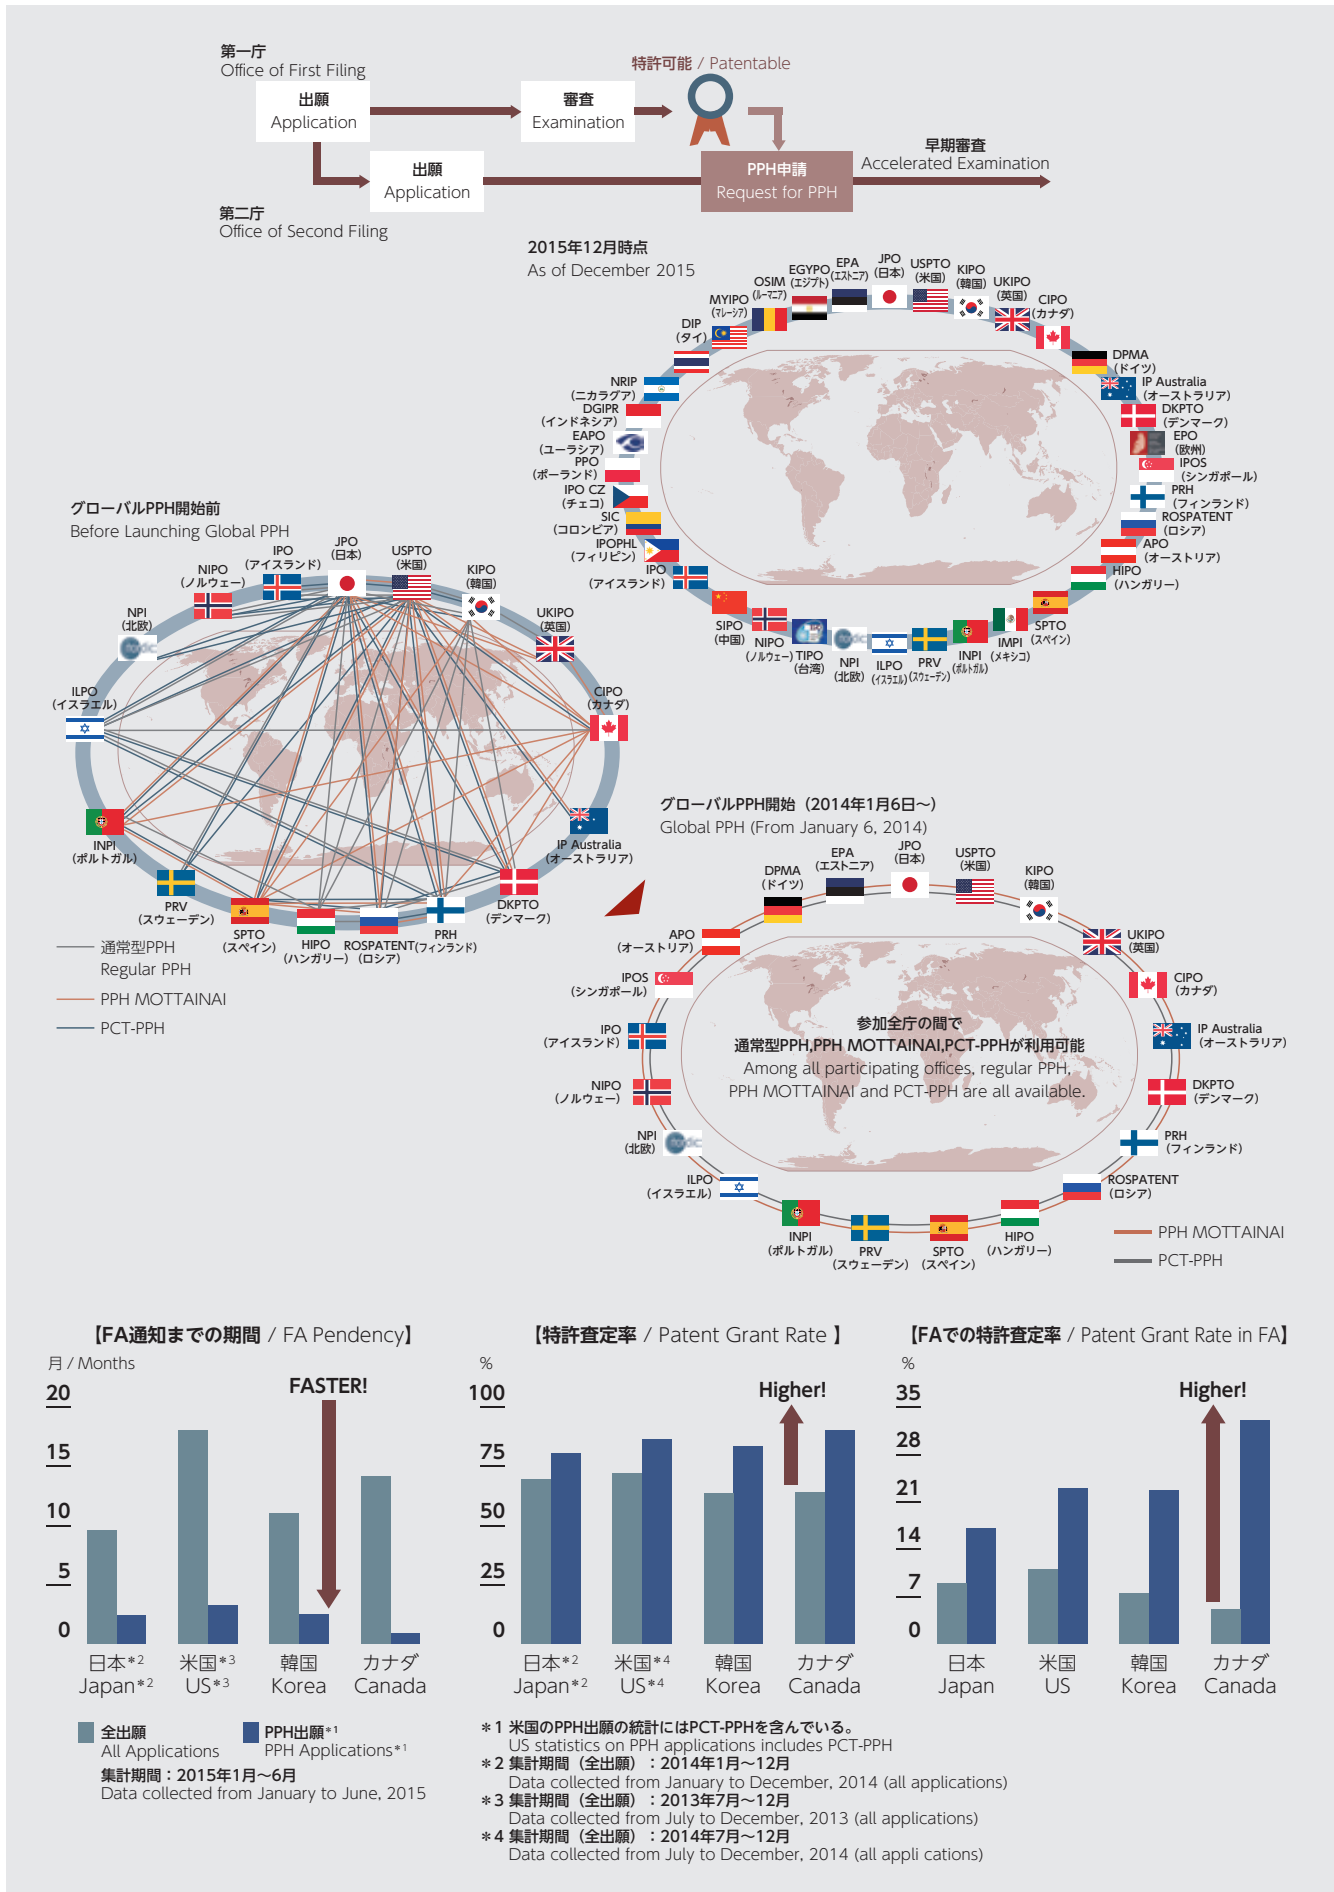 第一庁
Office of First Filing
特許可能 / Patentable
出願
Application
審査
Examination
出願
Application
PPH申請
Request for PPH
早期審査
Accelerated Examination
第二庁
Office of Second Filing
2015年12月時点
As of December 2015
JPO
(日本)
USPTO
(米国)
KIPO
(韓国)
UKIPO
(英国)
CIPO
(カナダ)
DPMA
(ドイツ)
IP Australia
(オーストラリア)
DKPTO
(デンマーク)
EPO
(欧州)
IPOS
(シンガポール)
PRH
(フィンランド)
ROSPATENT
(ロシア)
APO
(オーストリア)
HIPO
(ハンガリー)
SPTO
(スペイン)
IMPI
(メキシコ)
INPI
(ポルトガル)
PRV
(スウェーデン)
ILPO
(イスラエル)
NPI
(北欧)
TIPO
(台湾)
NIPO
(ノルウェー)
SIPO
(中国)
IPO
(アイスランド)
IPOPHL
(フィリピン)
SIC
(コロンビア)
IPO CZ
(チェコ)
PPO
(ポーランド)
EAPO
(ユーラシア)
DGIPR
(インドネシア)
NRIP
(ニカラグア)
DIP
(タイ)
MYIPO
(マレーシア)
OSIM
(ルーマニア)
EGYPO
(エジプト)
EPA
(エストニア)
グローバルPPH開始前
Before Launching Global PPH
JPO
(日本)
USPTO
(米国)
KIPO
(韓国)
UKIPO
(英国)
CIPO
(カナダ)
IP Australia
(オーストラリア)
DKPTO
(デンマーク)
PRH
(フィンランド)
ROSPATENT
(ロシア)
HIPO
(ハンガリー)
SPTO
(スペイン)
PRV
(スウェーデン)
INPI
(ポルトガル)
ILPO
(イスラエル)
NPI
(北欧)
NIPO
(ノルウェー)
IPO
(アイスランド)
通常型PPH
Regular PPH
PPH MOTTAINAI
PCT-PPH
グローバルPPH開始（2014年1月6日〜）
Global PPH (From January 6, 2014)
JPO
(日本)
USPTO
(米国)
KIPO
(韓国)
UKIPO
(英国)
CIPO
(カナダ)
IP Australia
(オーストラリア)
DKPTO
(デンマーク)
PRH
(フィンランド)
ROSPATENT
(ロシア)
HIPO
(ハンガリー)
SPTO
(スペイン)
PRV
(スウェーデン)
INPI
(ポルトガル)
ILPO
(イスラエル)
NPI
(北欧)
NIPO
(ノルウェー)
IPO
(アイスランド)
IPOS
(シンガポール)
APO
(オーストリア)
DPMA
(ドイツ)
EPA
(エストニア)
参加全庁の間で
通常型PPH,PPH MOTTAINAI,PCT-PPHが利用可能
Among all participating offices, regular PPH,
PPH MOTTAINAI and PCT-PPH are all available.
PPH MOTTAINAI
PCT-PPH
【FA通知までの期間 / FA Pendency】
月 / Months
20
15
10
5
0
FASTER!
日本*2
Japan*2
米国*3
US*3
韓国
Korea
カナダ
Canada
【特許査定率 / Patent Grant Rate 】
%
100
75
50
25
0
Higher!
日本*2
Japan*2
米国*4
US*4
韓国
Korea
カナダ
Canada
【FAでの特許査定率 / Patent Grant Rate in FA】
%
35
28
21
14
7
0
Higher!
日本
Japan
米国
US
韓国
Korea
カナダ
Canada
全出願
All Applications
PPH出願*1
PPH Applications*1
集計期間：2015年1月〜6月
Data collected from January to June, 2015
*1 米国のPPH出願の統計にはPCT-PPHを含んでいる。
US statistics on PPH applications includes PCT-PPH
*2 集計期間（全出願）：2014年1月〜12月
Data collected from January to December, 2014 (all applications)
*3 集計期間（全出願）：2013年7月〜12月
Data collected from July to December, 2013 (all applications)
*4 集計期間（全出願）：2014年7月〜12月
Data collected from July to December, 2014 (all appli cations)